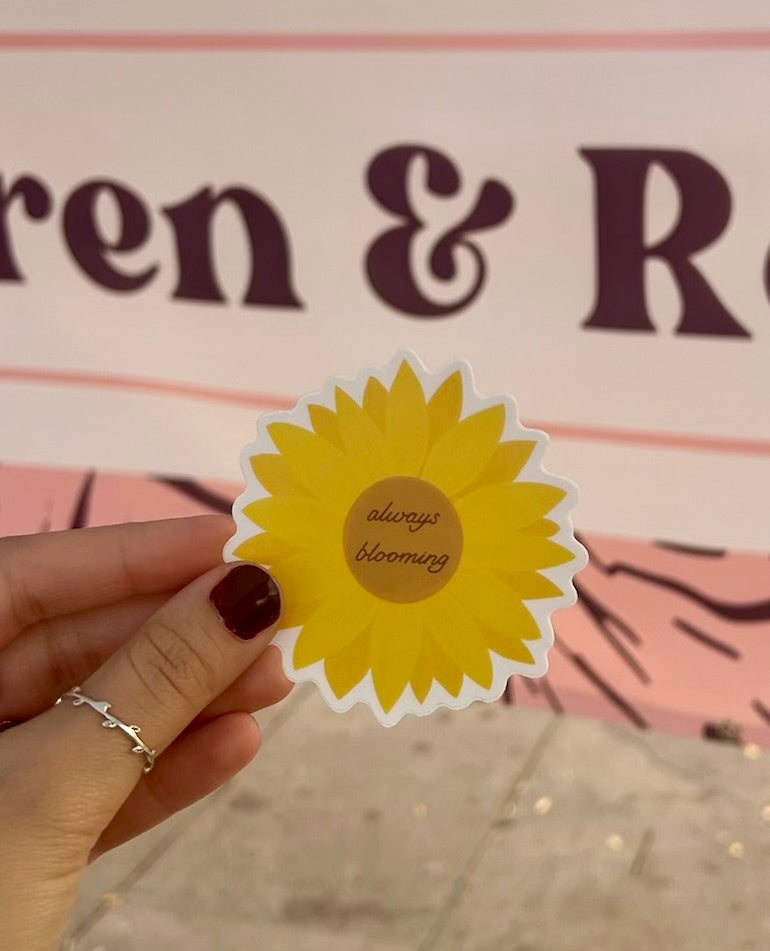 ren & R
always
blooming